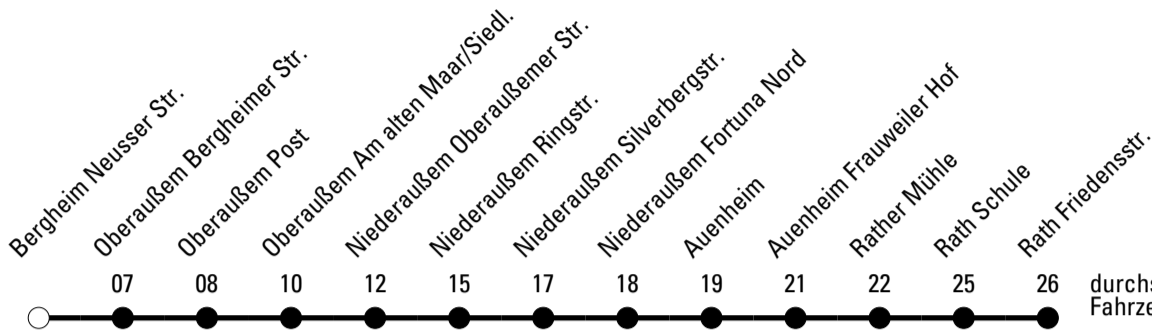 Bergheim Neusser Str.
Oberaußem Bergheimer Str.
Oberaußem Post
Oberaußem Am alten Maar/Siedl.
Niederaußem Oberaußemer Str.
Niederaußem Ringstr.
Niederaußem Silverbergstr.
Niederaußem Fortuna Nord
Auenheim
Auenheim Frauweiler Hof
Rather Mühle
Rath Schule
Rath Friedensstr.
07 08 10 12 15 17 18 19 21 22 25 26
durchs
Fahrze